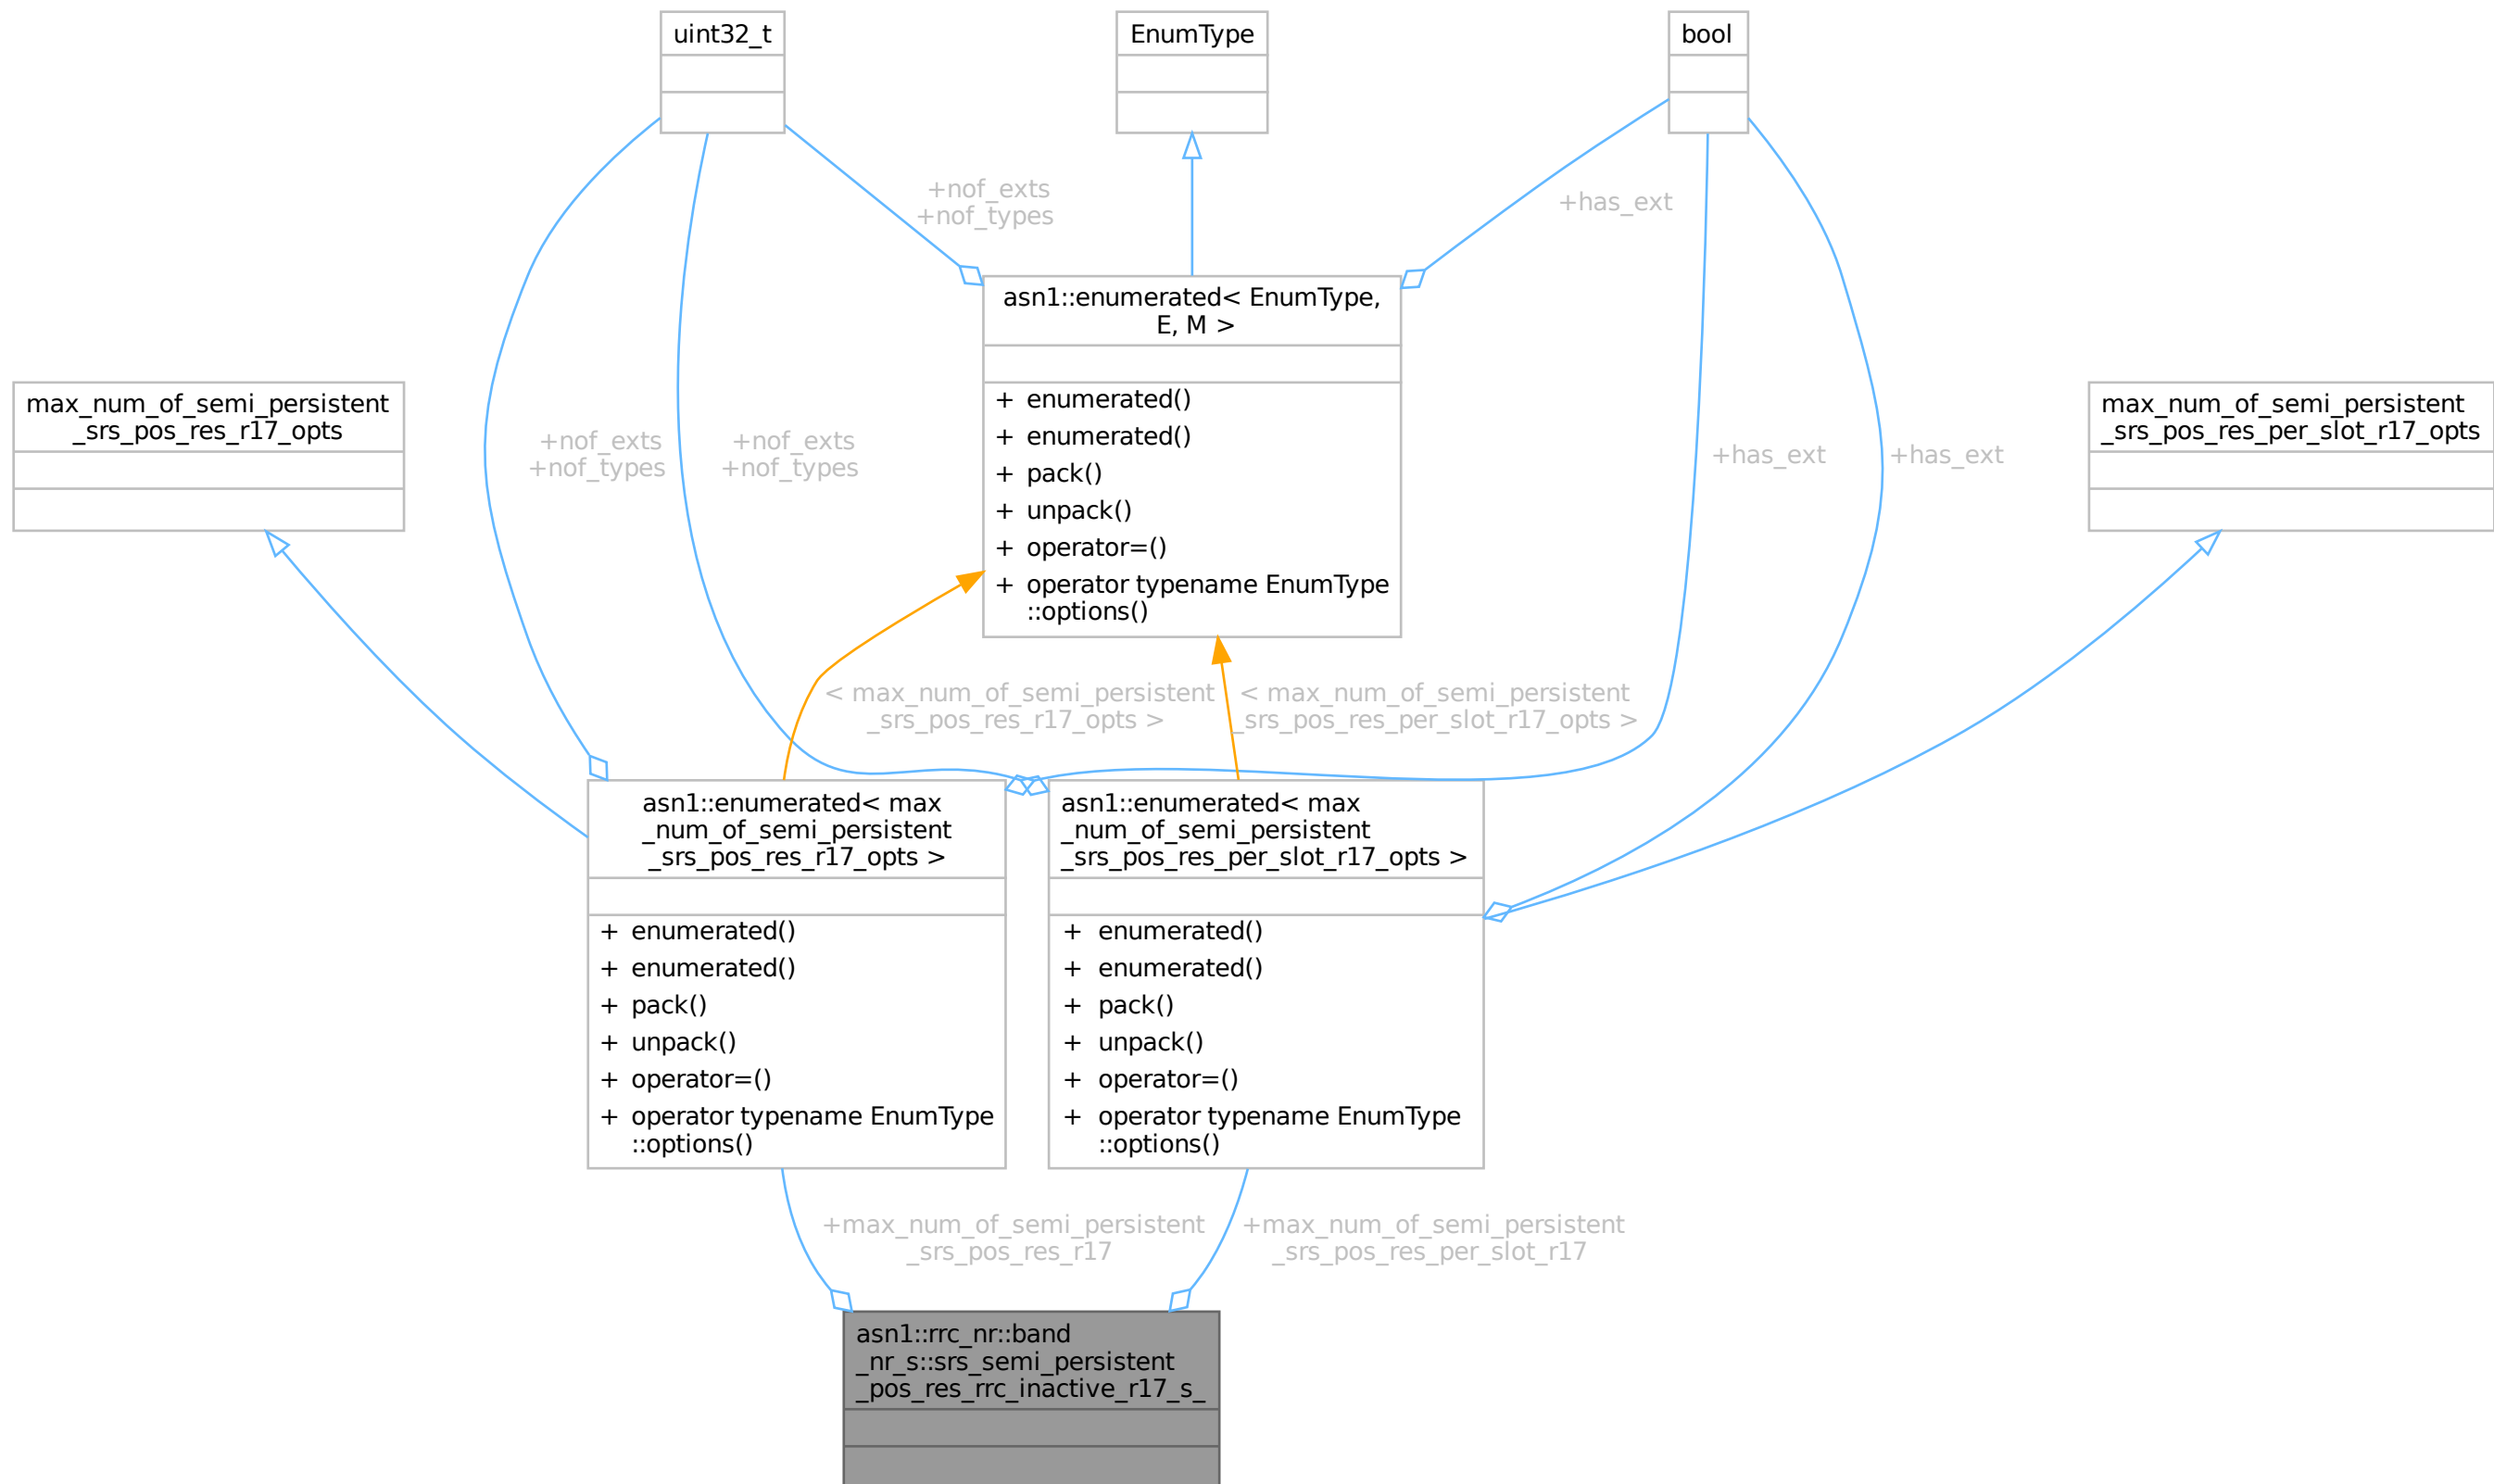 uint32_t
EnumType
bool
+nof_exts
+nof_types
+has_ext
asn1::enumerated< EnumType,
E, M >
+ enumerated()
+ enumerated()
+ pack()
+ unpack()
+ operator=()
+ operator typename EnumType
::options()
max_num_of_semi_persistent
_srs_pos_res_r17_opts
+nof_exts
+nof_types
+nof_exts
+nof_types
+has_ext
+has_ext
max_num_of_semi_persistent
_srs_pos_res_per_slot_r17_opts
< max_num_of_semi_persistent
_srs_pos_res_r17_opts >
< max_num_of_semi_persistent
_srs_pos_res_per_slot_r17_opts >
asn1::enumerated< max
_num_of_semi_persistent
_srs_pos_res_r17_opts >
+ enumerated()
+ enumerated()
+ pack()
+ unpack()
+ operator=()
+ operator typename EnumType
::options()
asn1::enumerated< max
_num_of_semi_persistent
_srs_pos_res_per_slot_r17_opts >
+ enumerated()
+ enumerated()
+ pack()
+ unpack()
+ operator=()
+ operator typename EnumType
::options()
+max_num_of_semi_persistent
_srs_pos_res_r17
+max_num_of_semi_persistent
_srs_pos_res_per_slot_r17
asn1::rrc_nr::band
_nr_s::srs_semi_persistent
_pos_res_rrc_inactive_r17_s_